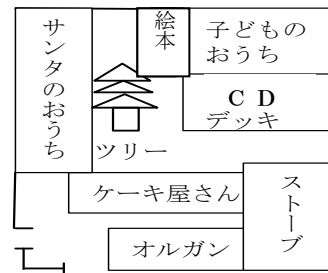 サンタのおうち
絵本
子どもの
おうち
CD
デッキ
ツリー
ケーキ屋さん
ストーブ
オルガン